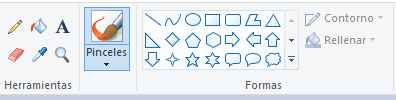 A
Contorno
Pinceles
Rellenar
Herramientas
Formas